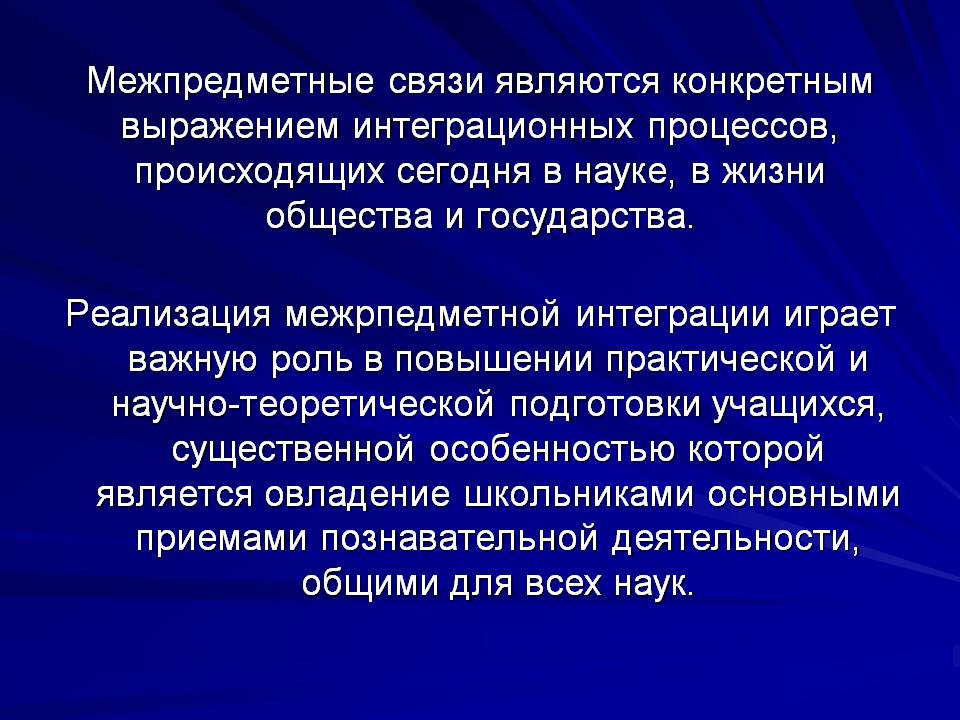 Межпредметные связи являются конкретным
выражением интеграционных процессов,
происходящих сегодня в науке, в жизни
общества и государства.
Реализация межрпедметной интеграции играет
важную роль в повышении практической и
научно-теоретической подготовки учащихся,
существенной особенностью которой
является овладение школьниками основными
приемами познавательной деятельности,
общими для всех наук.